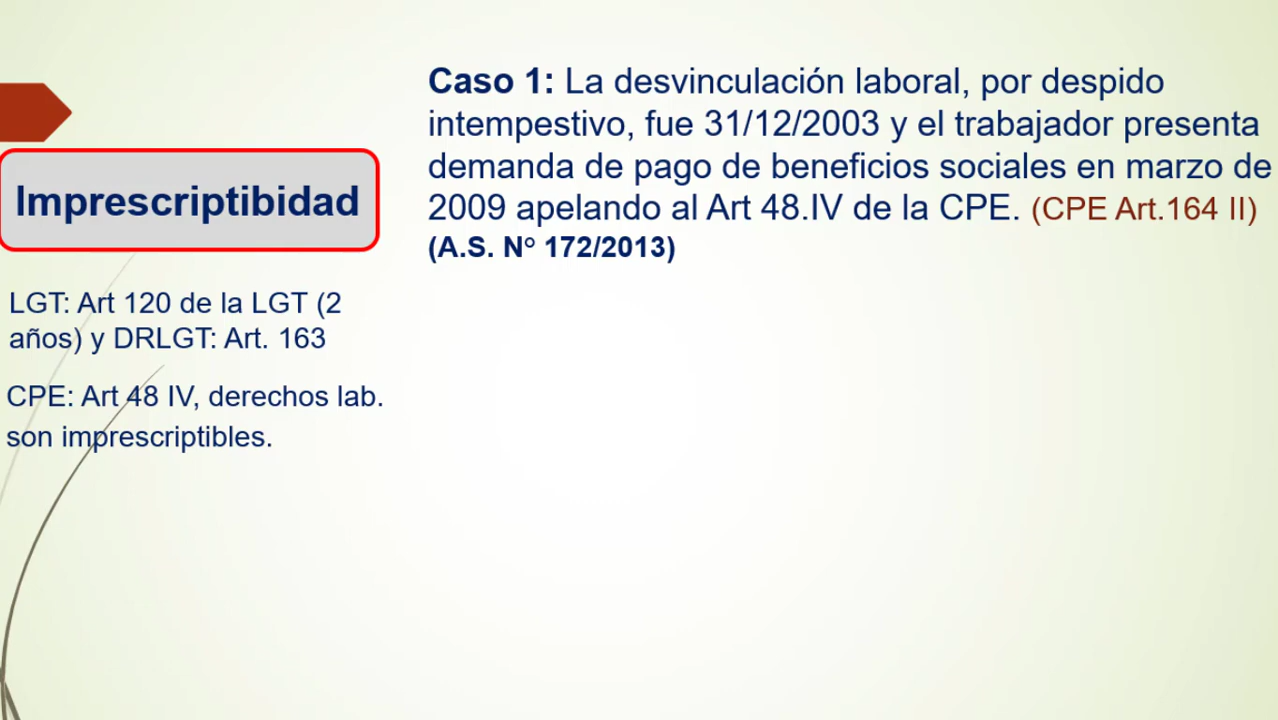 Imprescriptibidad
LGT: Art 120 de la LGT (2
años) y DRLGT: Art. 163
CPE: Art 48 IV, derechos lab.
son imprescriptibles.
Caso 1: La desvinculación laboral, por despido
intempestivo, fue 31/12/2003 y el trabajador presenta
demanda de pago de beneficios sociales en marzo de
2009 apelando al Art 48.IV de la CPE. (CPE Art.164 II)
(A.S. Nº 172/2013)